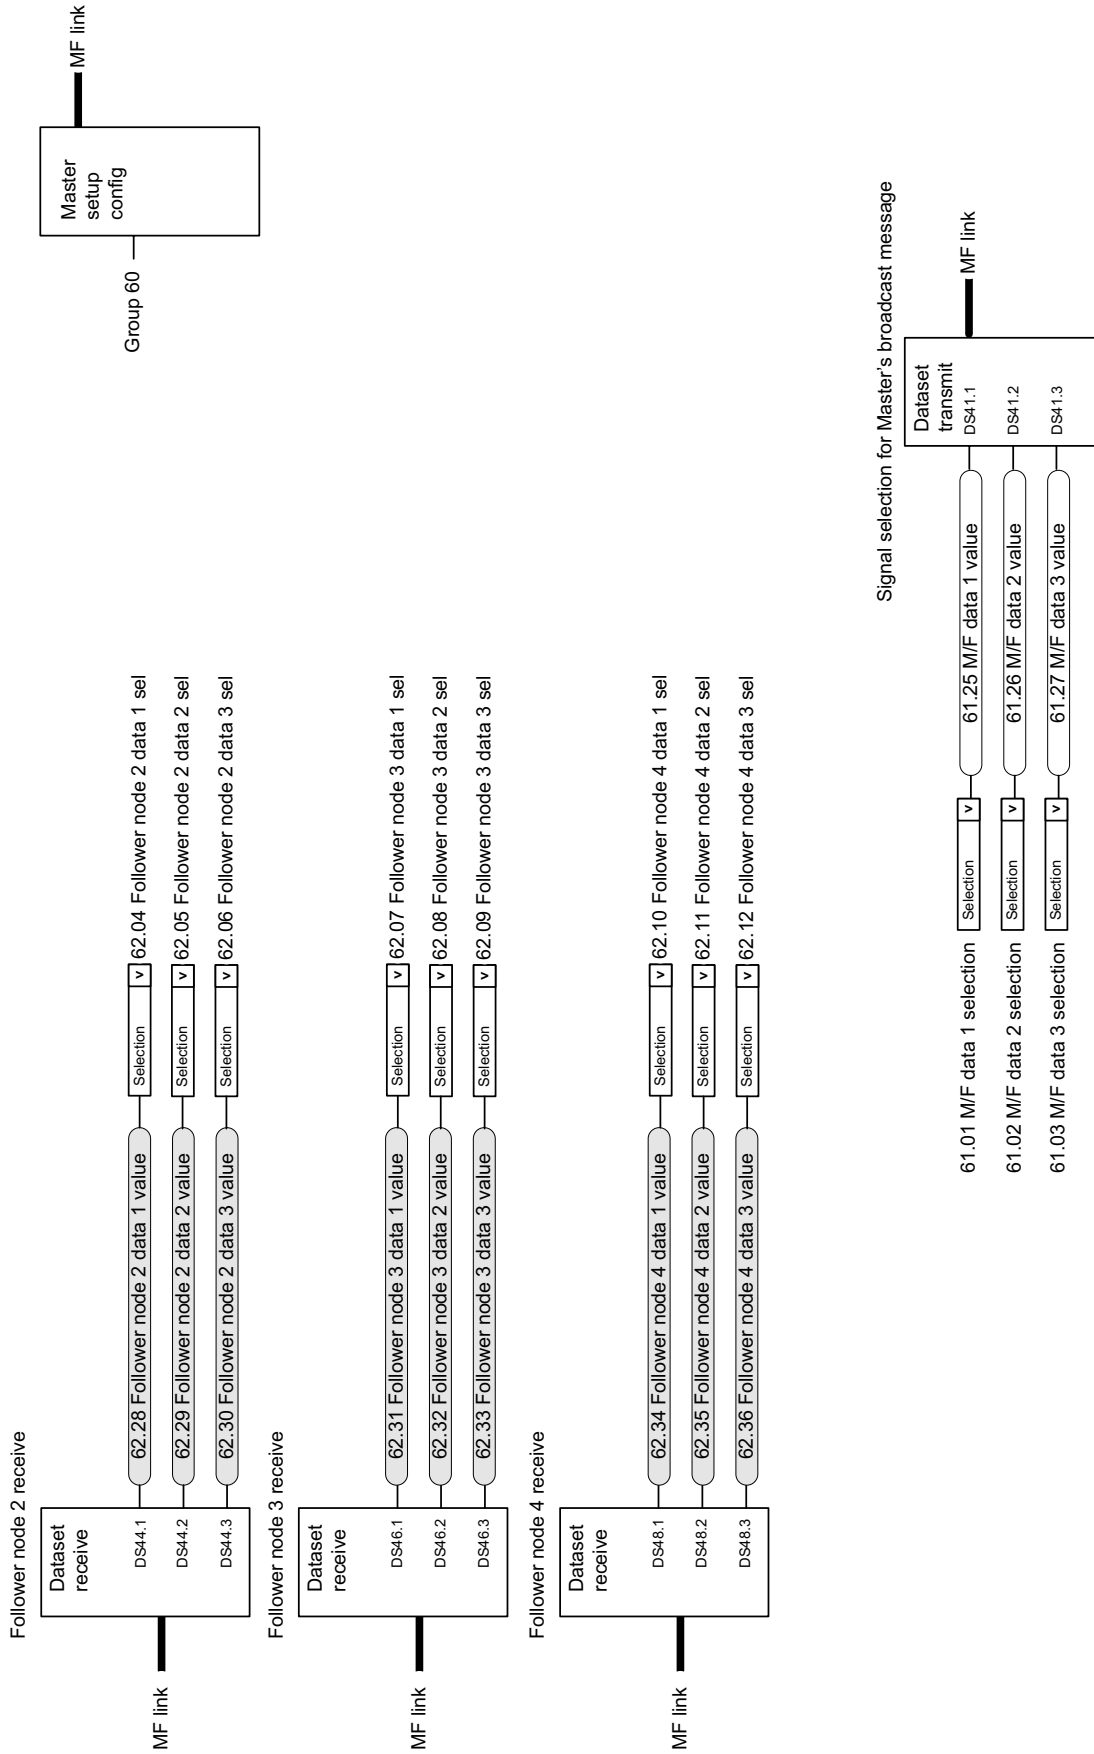 Follower node 2 receive
MF link
Dataset
receive
DS44.1
62.28 Follower node 2 data 1 value
Selection
v
62.04 Follower node 2 data 1 sel
DS44.2
62.29 Follower node 2 data 2 value
Selection
v
62.05 Follower node 2 data 2 sel
DS44.3
62.30 Follower node 2 data 3 value
Selection
v
62.06 Follower node 2 data 3 sel
Group 60
Master
setup
config
MF link
Follower node 3 receive
MF link
Dataset
receive
DS46.1
62.31 Follower node 3 data 1 value
Selection
v
62.07 Follower node 3 data 1 sel
DS46.2
62.32 Follower node 3 data 2 value
Selection
v
62.08 Follower node 3 data 2 sel
DS46.3
62.33 Follower node 3 data 3 value
Selection
v
62.09 Follower node 3 data 3 sel
Follower node 4 receive
MF link
Dataset
receive
DS48.1
62.34 Follower node 4 data 1 value
Selection
v
62.10 Follower node 4 data 1 sel
DS48.2
62.35 Follower node 4 data 2 value
Selection
v
62.11 Follower node 4 data 2 sel
DS48.3
62.36 Follower node 4 data 3 value
Selection
v
62.12 Follower node 4 data 3 sel
Signal selection for Master's broadcast message
61.01 M/F data 1 selection
Selection
v
61.25 M/F data 1 value
Dataset
transmit
DS41.1
MF link
61.02 M/F data 2 selection
Selection
v
61.26 M/F data 2 value
DS41.2
61.03 M/F data 3 selection
Selection
v
61.27 M/F data 3 value
DS41.3